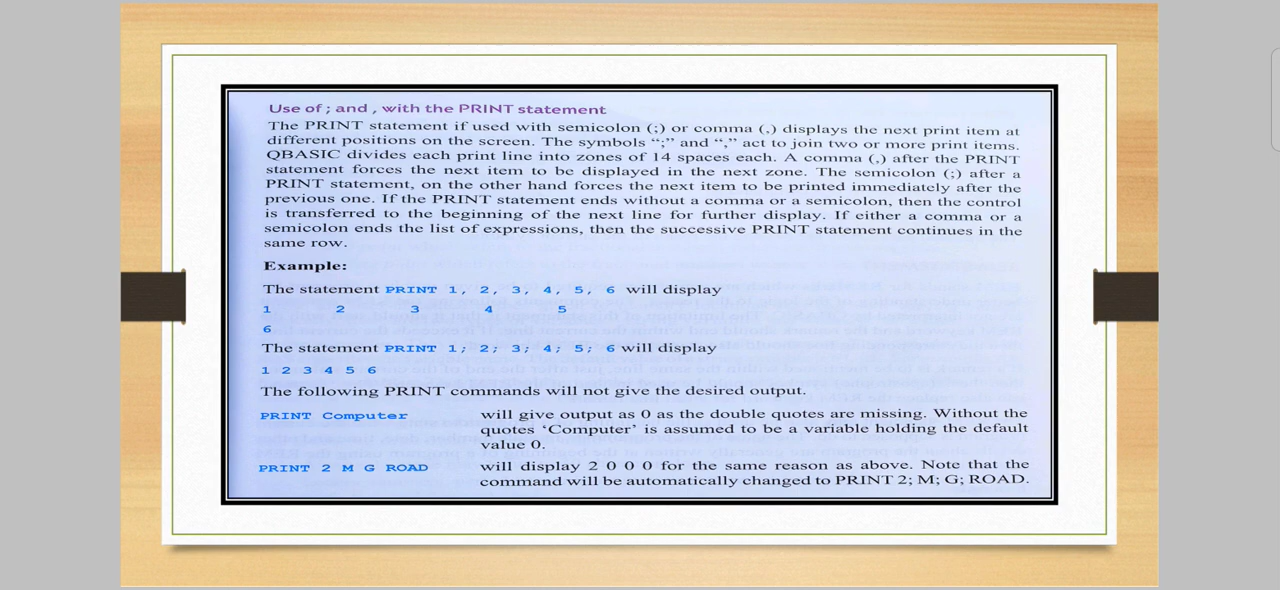 Use of ; and , with the PRINT statement
The PRINT statement if used with semicolon (;) or comma (,) displays the next print item at
different positions on the screen. The symbols “;” and “,” act to join two or more print items.
QBASIC divides each print line into zones of 14 spaces each. A comma (,) after the PRINT
statement forces the next item to be displayed in the next zone. The semicolon (;) after a
PRINT statement, on the other hand forces the next item to be printed immediately after the
previous one. If the PRINT statement ends without a comma or a semicolon, then the control
is transferred to the beginning of the next line for further display. If either a comma or a
semicolon ends the list of expressions, then the successive PRINT statement continues in the
same row.
Example:
The statement PRINT 1, 2, 3, 4, 5, 6 will display
1 2 3 4 5
6
The statement PRINT 1; 2; 3; 4; 5; 6 will display
1 2 3 4 5 6
The following PRINT commands will not give the desired output.
PRINT Computer will give output as 0 as the double quotes are missing. Without the
quotes ‘Computer’ is assumed to be a variable holding the default
value 0.
PRINT 2 M G ROAD will display 2 0 0 0 for the same reason as above. Note that the
command will be automatically changed to PRINT 2; M; G; ROAD.